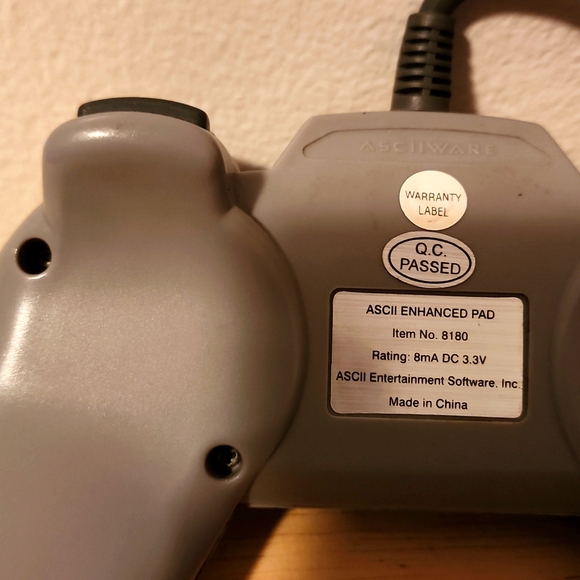 ASCIIWARE
WARRANTY
LABEL
Q.C.
PASSED
ASCII ENHANCED PAD
Item No. 8180
Rating: 8mA DC 3.3V
ASCII Entertainment Software. Inc.
Made in China